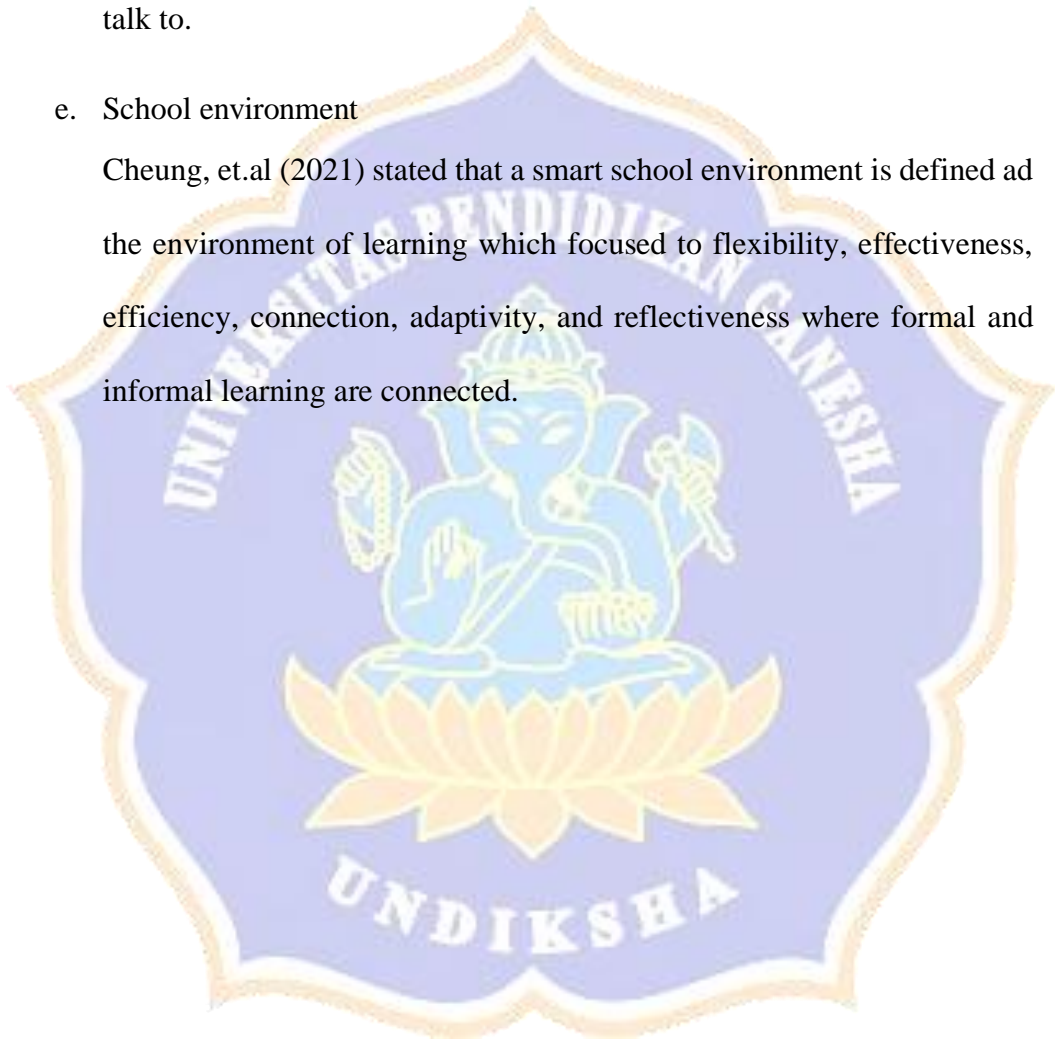 talk to.
e. School environment
Cheung, et.al (2021) stated that a smart school environment is defined ad
the environment of learning which focused to flexibility, effectiveness,
efficiency, connection, adaptivity, and reflectiveness where formal and
informal learning are connected.
UNIVERSITAS PENDIDIKAN GANESHA
UNDIKSHA